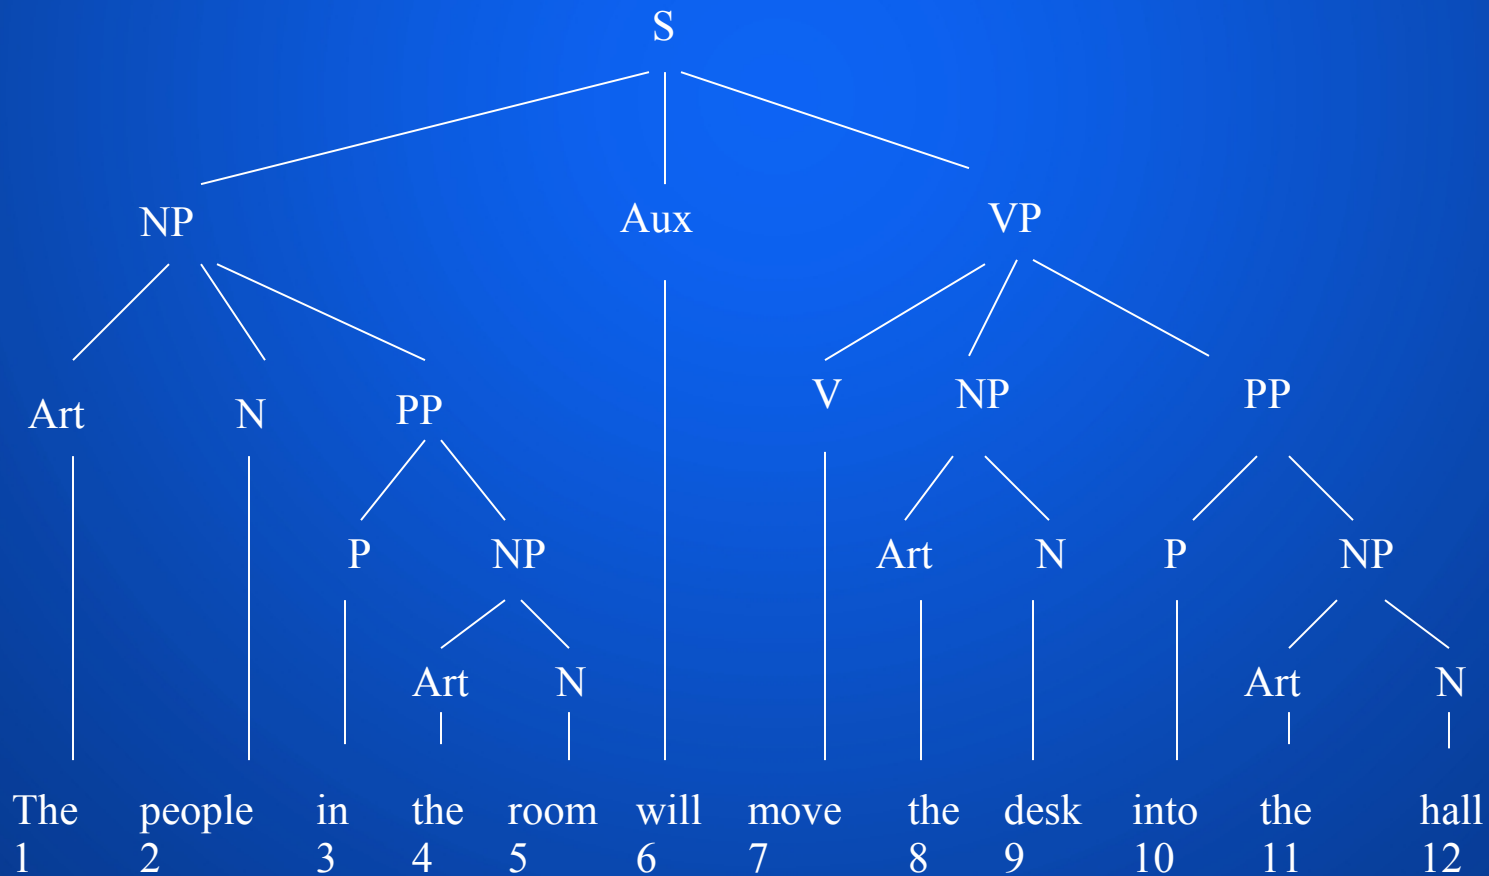 S
NP Aux VP
Art N PP V NP PP
P NP Art N P NP
Art N Art N
The people in the room will move the desk into the hall
1 2 3 4 5 6 7 8 9 10 11 12